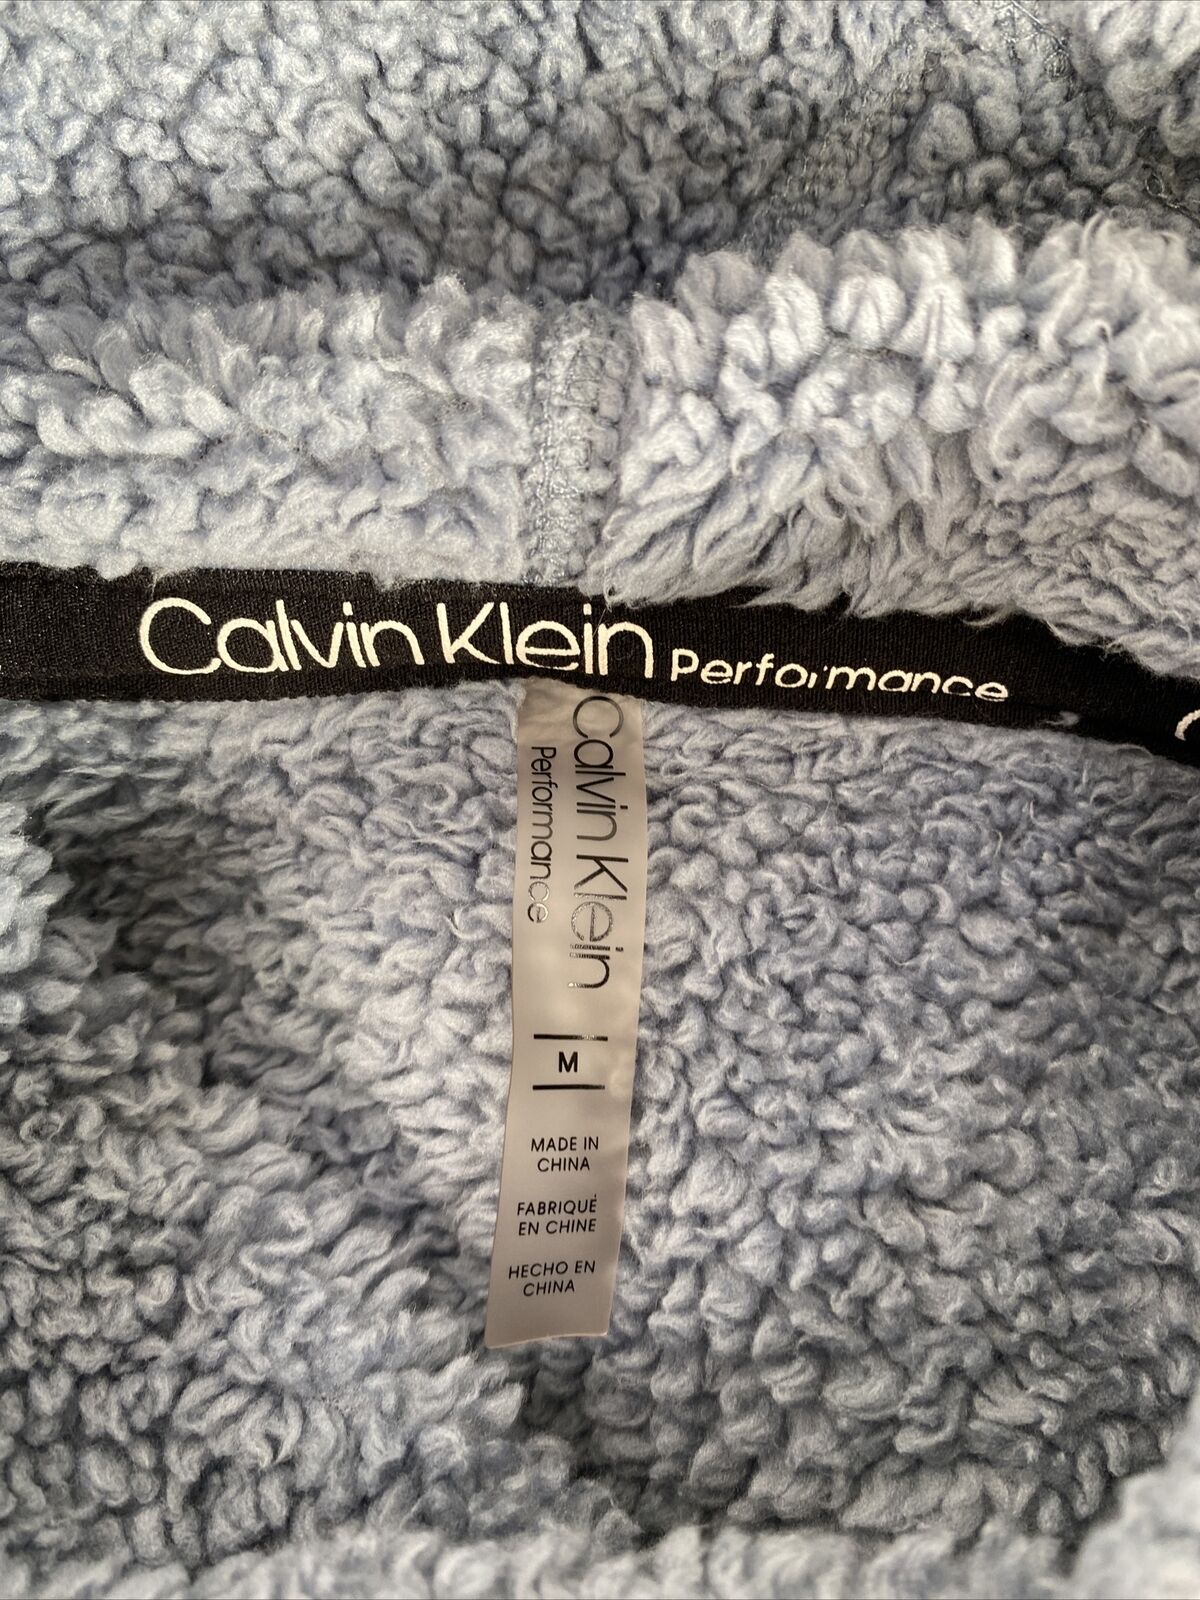 Calvin Klein Performance
Calvin Klein
Performance
M
MADE IN
CHINA
FABRIQUÉ
EN CHINE
HECHO EN
CHINA